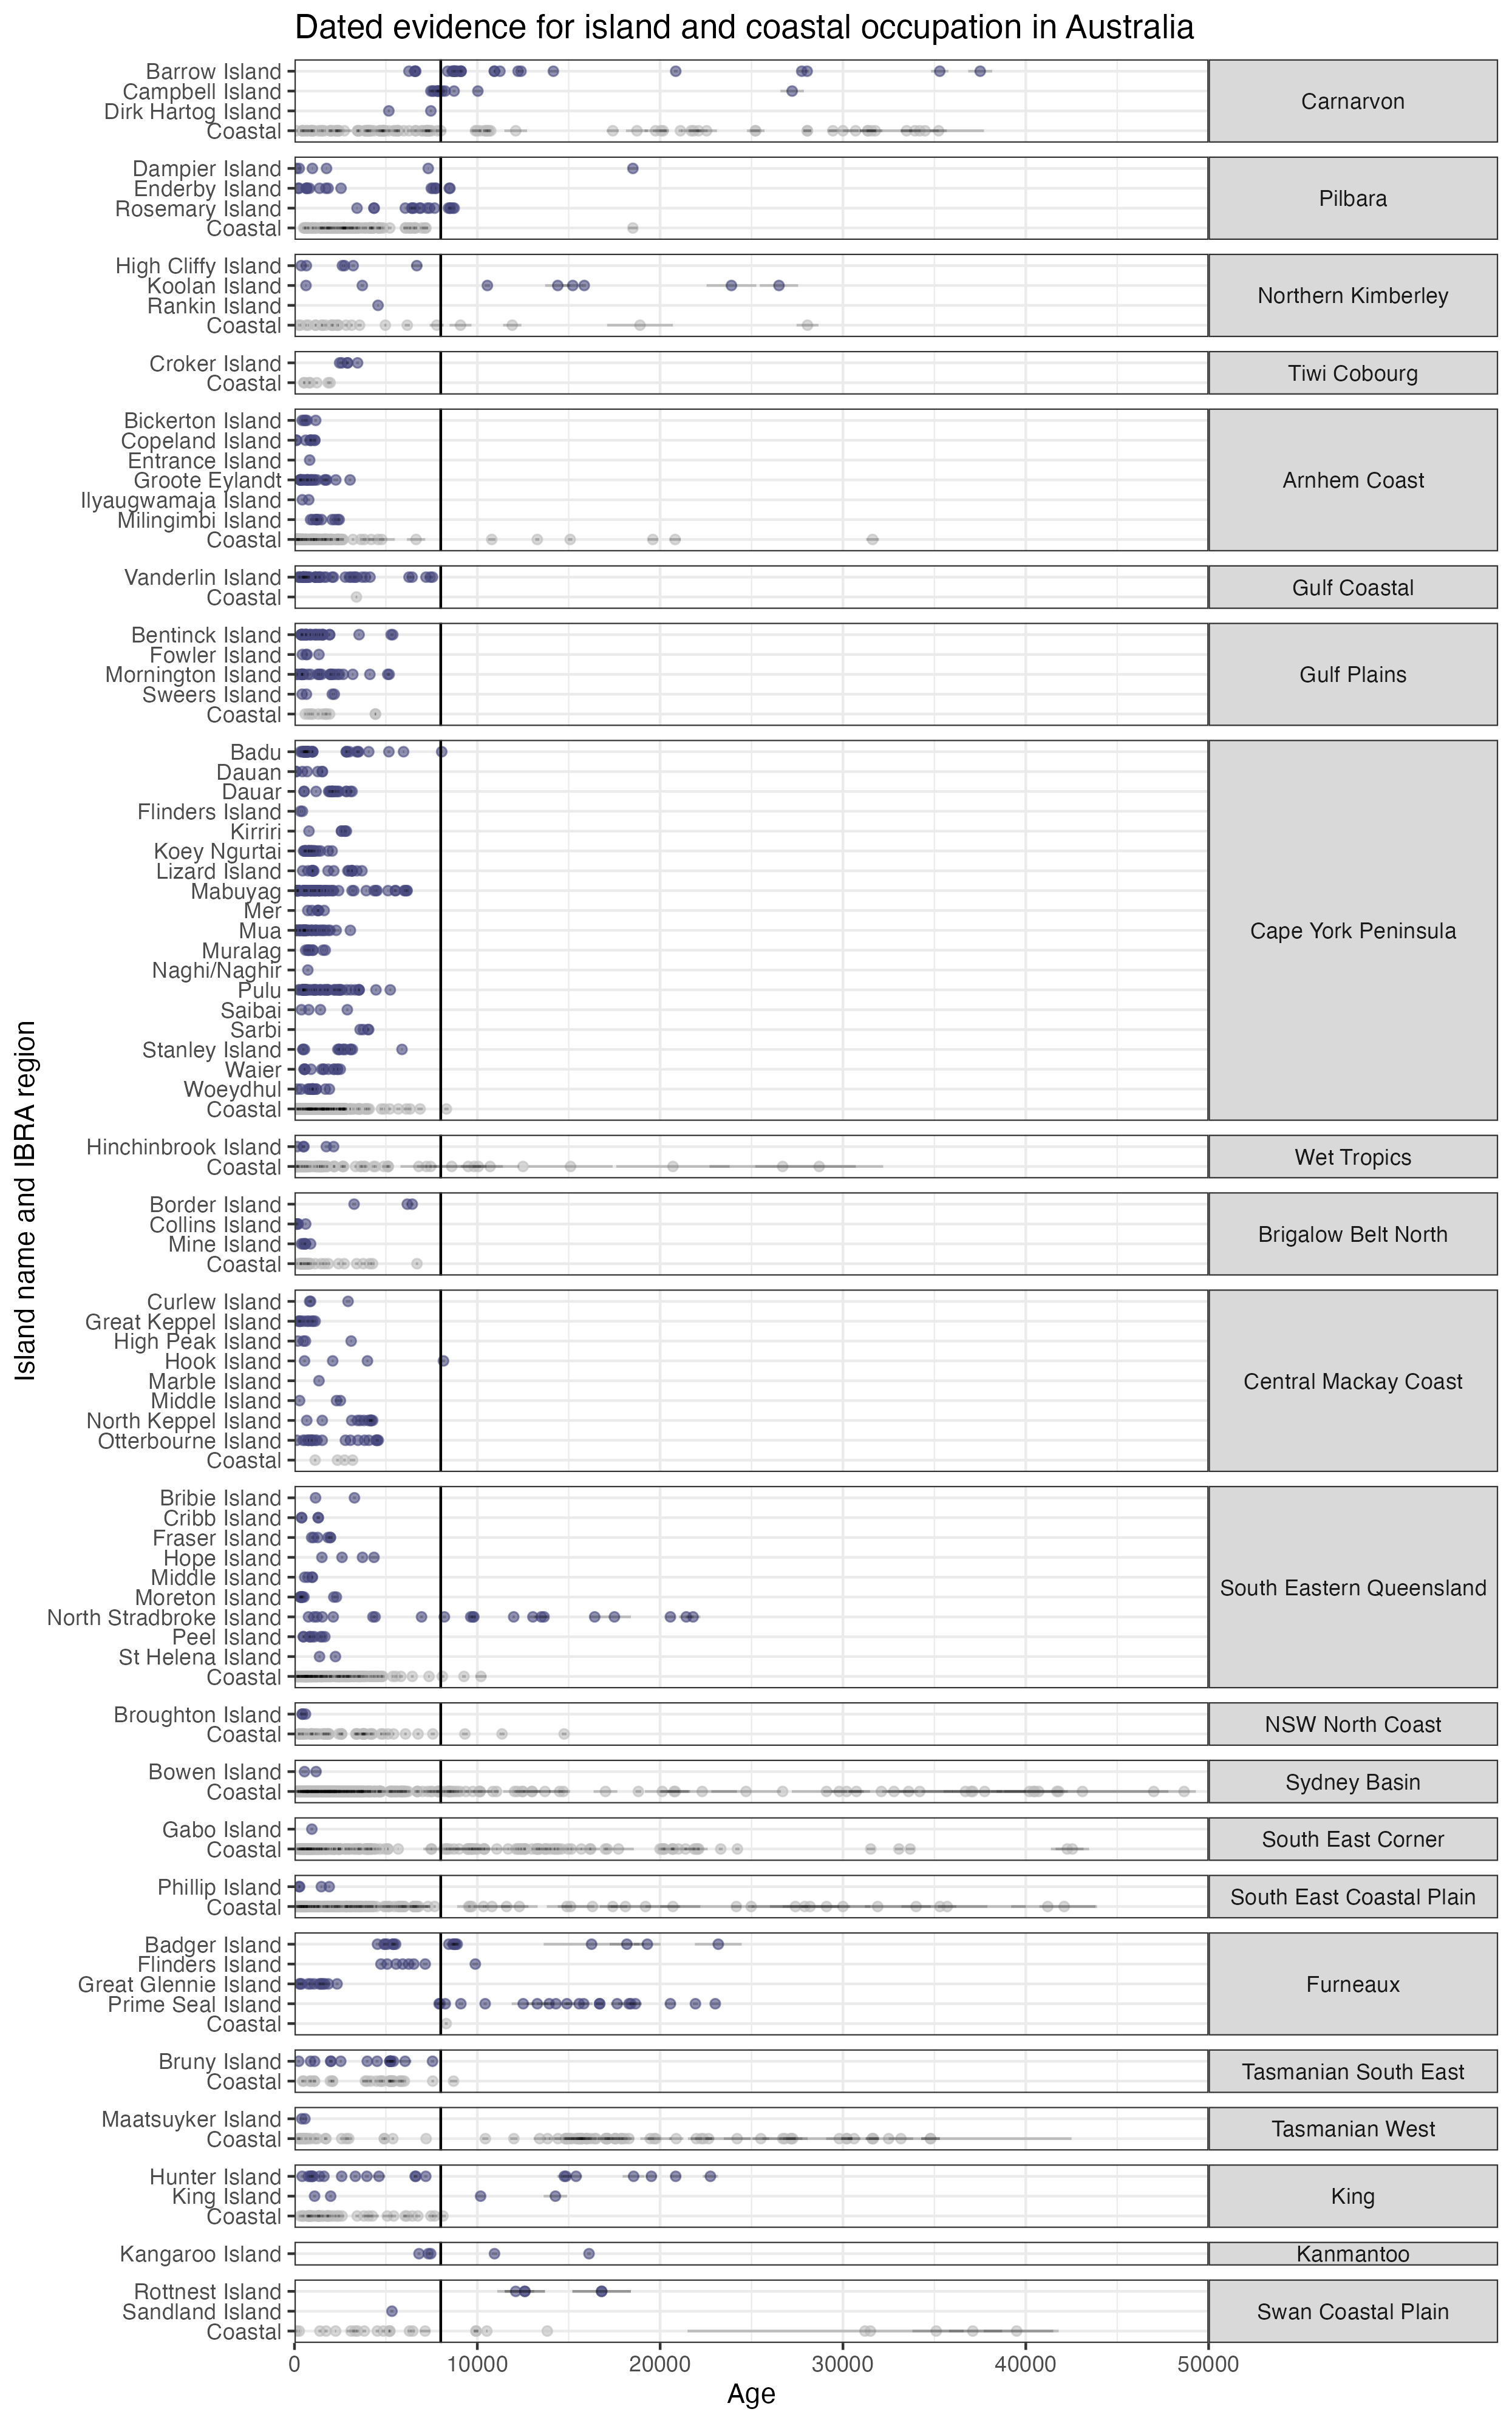 Dated evidence for island and coastal occupation in Australia
Island name and IBRA region
Barrow Island
Campbell Island
Dirk Hartog Island
Coastal
Carnarvon
Dampier Island
Enderby Island
Rosemary Island
Coastal
Pilbara
High Cliffy Island
Koolan Island
Rankin Island
Coastal
Northern Kimberley
Croker Island
Coastal
Tiwi Cobourg
Bickerton Island
Copeland Island
Entrance Island
Groote Eylandt
Ilyaugwamaja Island
Milingimbi Island
Coastal
Arnhem Coast
Vanderlin Island
Coastal
Gulf Coastal
Bentinck Island
Fowler Island
Mornington Island
Sweers Island
Coastal
Gulf Plains
Badu
Dauan
Dauar
Flinders Island
Kirriri
Koey Ngurtai
Lizard Island
Mabuyag
Mer
Mua
Muralag
Naghi/Naghir
Pulu
Saibai
Sarbi
Stanley Island
Waier
Woeydhul
Coastal
Cape York Peninsula
Hinchinbrook Island
Coastal
Wet Tropics
Border Island
Collins Island
Mine Island
Coastal
Brigalow Belt North
Curlew Island
Great Keppel Island
High Peak Island
Hook Island
Marble Island
Middle Island
North Keppel Island
Otterbourne Island
Coastal
Central Mackay Coast
Bribie Island
Cribb Island
Fraser Island
Hope Island
Middle Island
Moreton Island
North Stradbroke Island
Peel Island
St Helena Island
Coastal
South Eastern Queensland
Broughton Island
Coastal
NSW North Coast
Bowen Island
Coastal
Sydney Basin
Gabo Island
Coastal
South East Corner
Phillip Island
Coastal
South East Coastal Plain
Badger Island
Flinders Island
Great Glennie Island
Prime Seal Island
Coastal
Furneaux
Bruny Island
Coastal
Tasmanian South East
Maatsuyker Island
Coastal
Tasmanian West
Hunter Island
King Island
Coastal
King
Kangaroo Island
Kanmantoo
Rottnest Island
Sandland Island
Coastal
Swan Coastal Plain
0 10000 20000 30000 40000 50000
Age